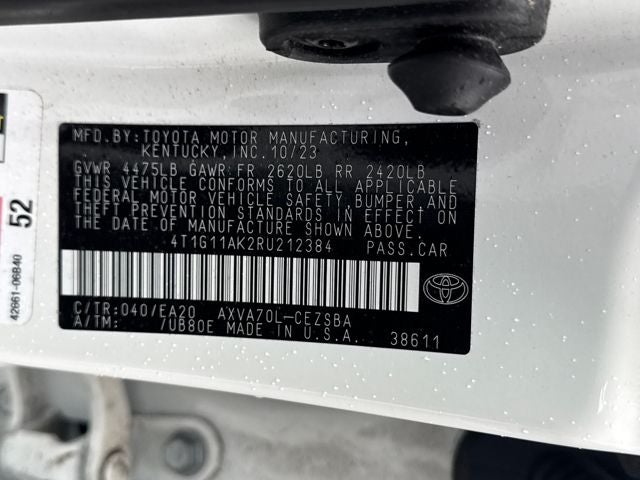 MFD.BY:TOYOTA MOTOR MANUFACTURING,
KENTUCKY,INC.10/23
GVWR 4475LB GAWR:FR 2620LB RR 2420LB
THIS VEHICLE CONFORMS TO ALL APPLICABLE
FEDERAL MOTOR VEHICLE SAFETY,BUMPER,AND
THEFT PREVENTION STANDARDS IN EFFECT ON
THE DATE OF MANUFACTURE SHOWN ABOVE.
4T1G11AK2RU212384 PASS.CAR
C/TR:040/EA20 AXVA70L-CEZSBA
A/TM: 7UB80E MADE IN U.S.A. 38611
52
42661-06B40